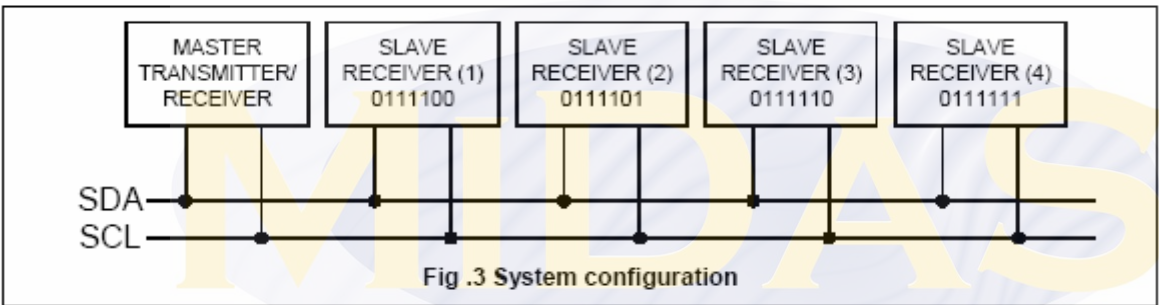 MASTER
TRANSMITTER/
RECEIVER
SLAVE
RECEIVER (1)
0111100
SLAVE
RECEIVER (2)
0111101
SLAVE
RECEIVER (3)
0111110
SLAVE
RECEIVER (4)
0111111
SDA
SCL
MIDAS
Fig .3 System configuration